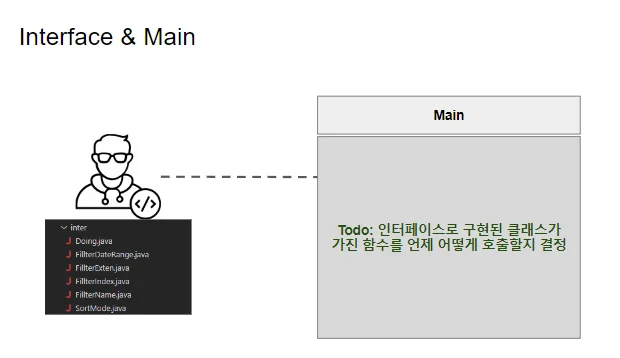 Interface & Main
Main
</>
inter
Doing.java
FillterDateRange.java
FillterExten.java
FillterIndex.java
FillterName.java
SortMode.java
Todo: 인터페이스로 구현된 클래스가
가진 함수를 언제 어떻게 호출할지 결정